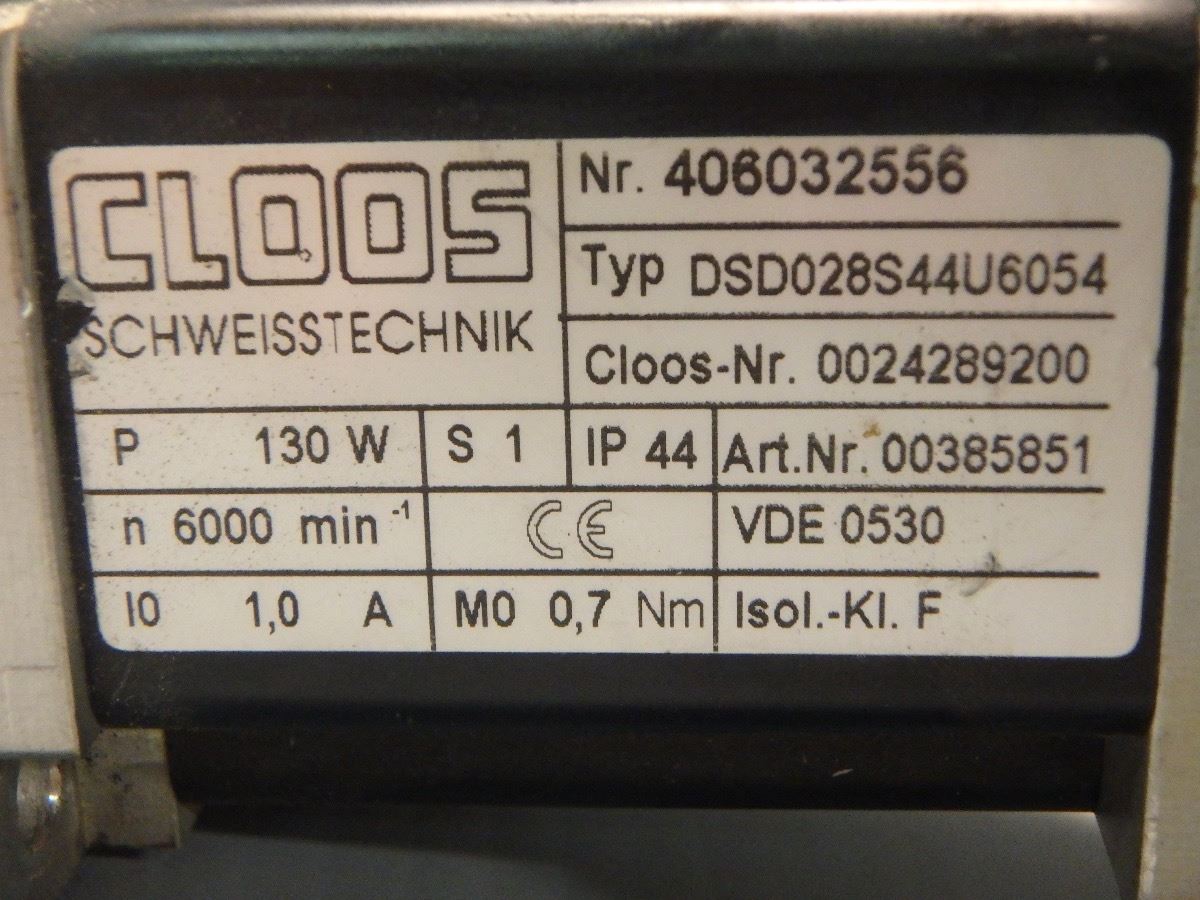 CLOOS
SCHWEISSTECHNIK
Nr. 406032556
Typ DSD028S44U6054
Cloos-Nr. 0024289200
P 130 W S 1 IP 44 Art.Nr. 00385851
n 6000 min⁻¹ CE VDE 0530
I0 1,0 A M0 0,7 Nm Isol.-Kl. F